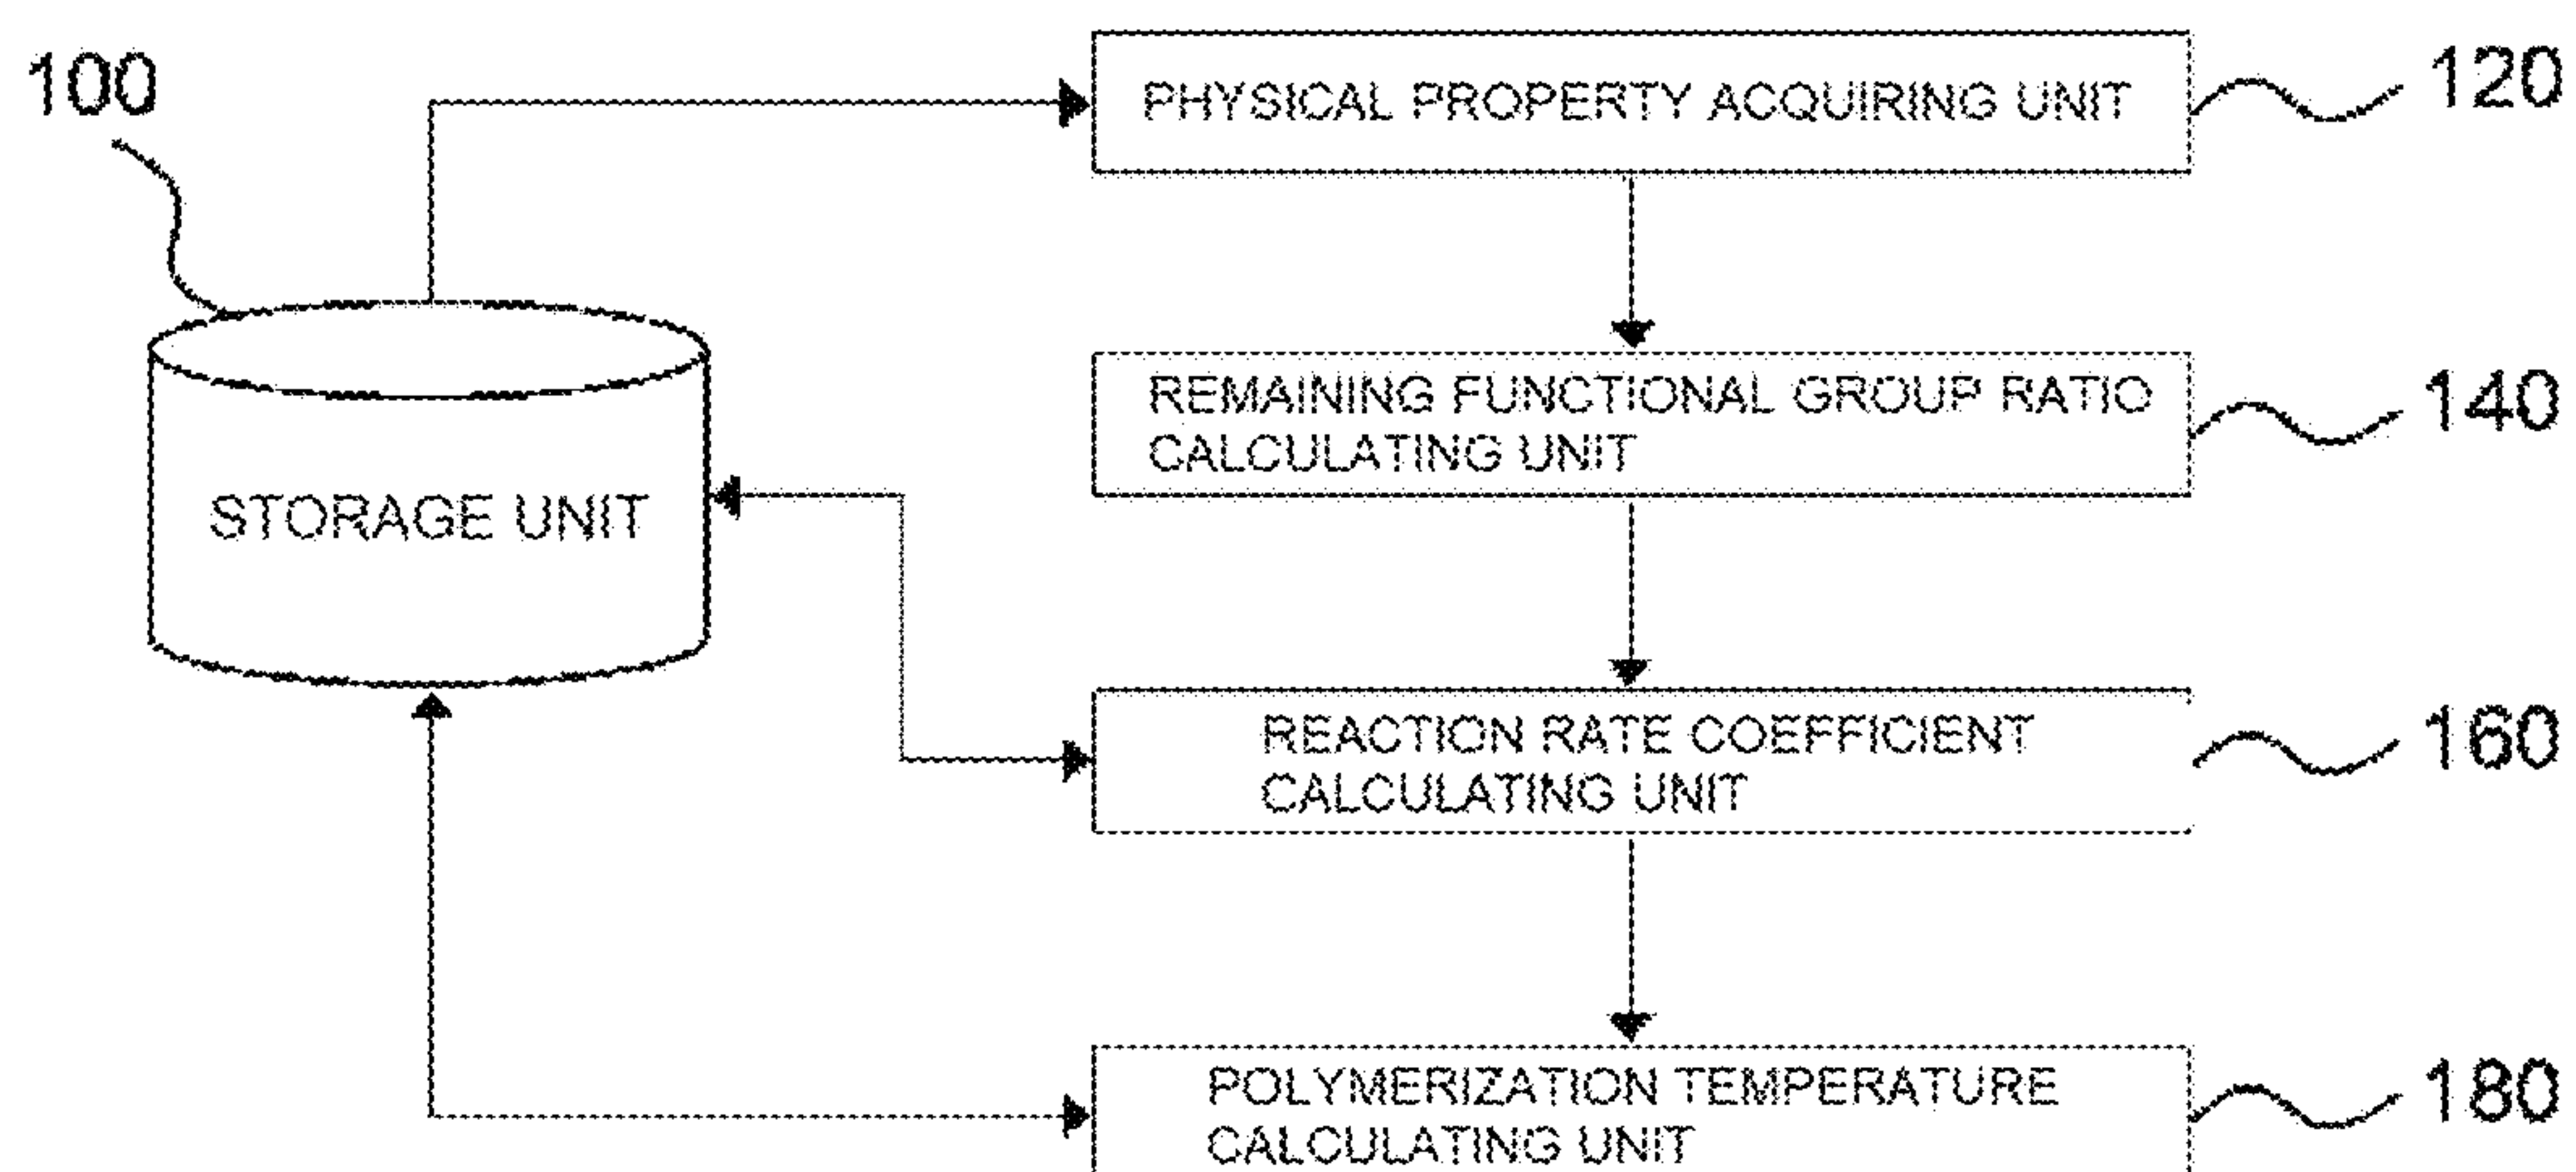 100
PHYSICAL PROPERTY ACQUIRING UNIT
120
REMAINING FUNCTIONAL GROUP RATIO
CALCULATING UNIT
140
STORAGE UNIT
REACTION RATE COEFFICIENT
CALCULATING UNIT
160
POLYMERIZATION TEMPERATURE
CALCULATING UNIT
180